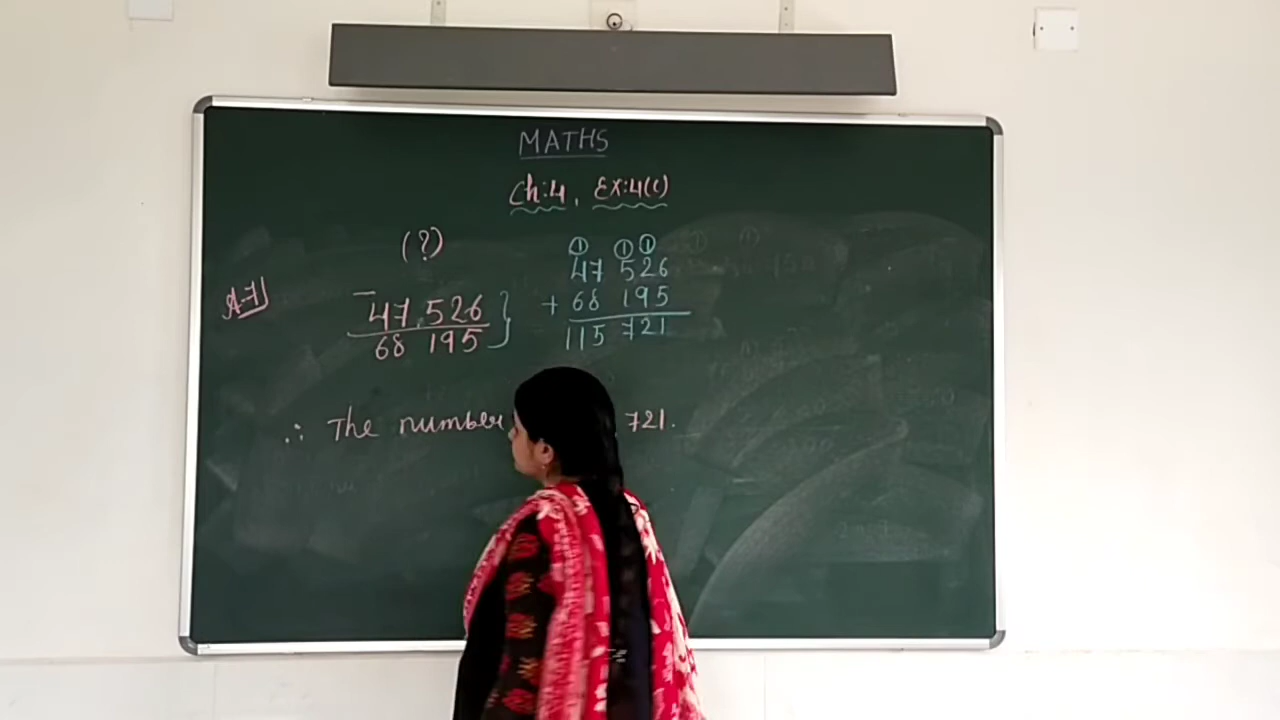 MATHS
Ch:4, Ex:4(c)
(?)
A-7
- 47,526
68 195
① ① ①
47 526
+ 68 195
115 721
∴ The number 721.